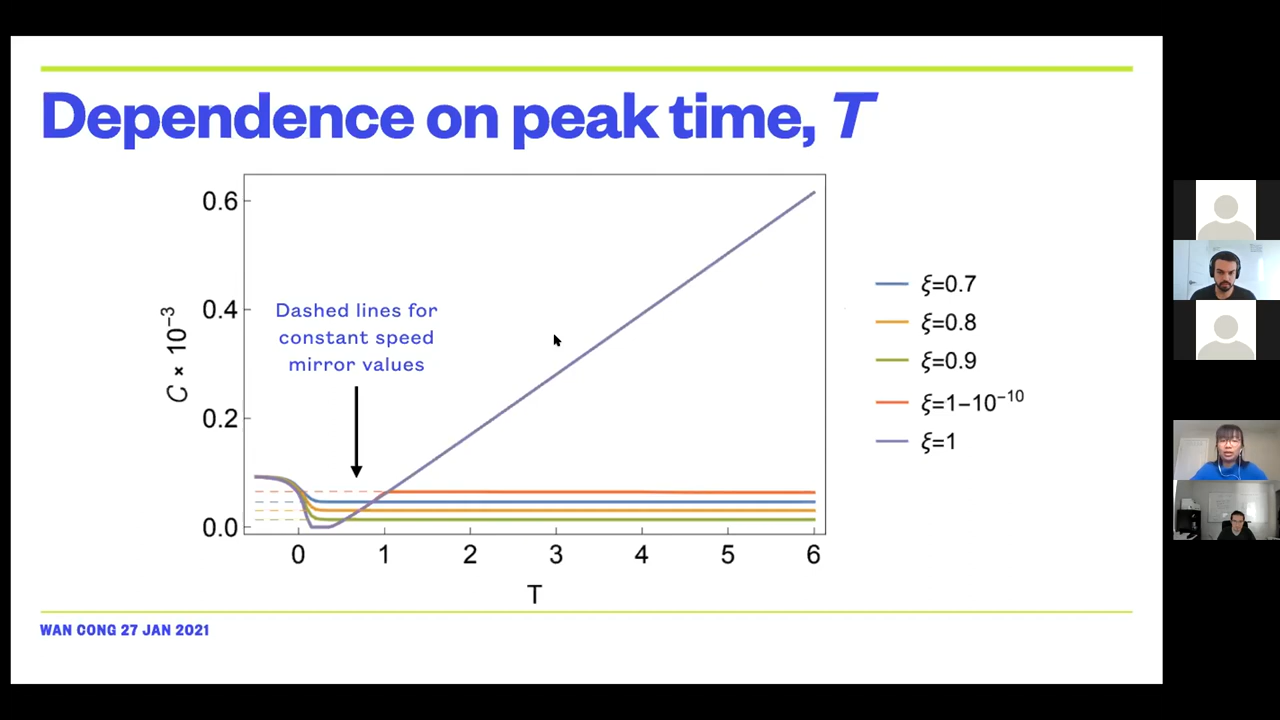 Dependence on peak time, T
0.6
0.4
0.2
0.0
C × 10⁻³
Dashed lines for
constant speed
mirror values
0 1 2 3 4 5 6
T
ξ=0.7
ξ=0.8
ξ=0.9
ξ=1−10⁻¹⁰
ξ=1
WAN CONG 27 JAN 2021